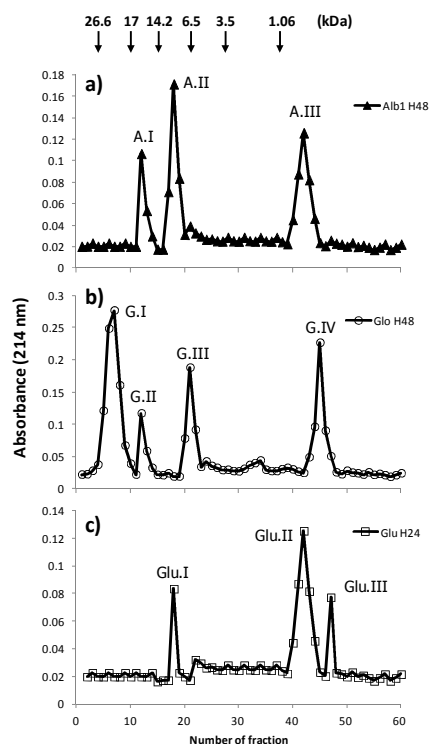 26.6 17 14.2 6.5 3.5 1.06 (kDa)
0.18
0.16
0.14
0.12
0.10
0.08
0.06
0.04
0.02
0
a)
A.I
A.II
A.III
Alb1 H48
0.3
0.25
0.2
0.15
0.1
0.05
0
b)
G.I
G.II
G.III
G.IV
Glo H48
Absorbance (214 nm)
0.14
0.12
0.10
0.08
0.06
0.04
0.02
0
c)
Glu.I
Glu.II
Glu.III
Glu H24
0 10 20 30 40 50 60
Number of fraction